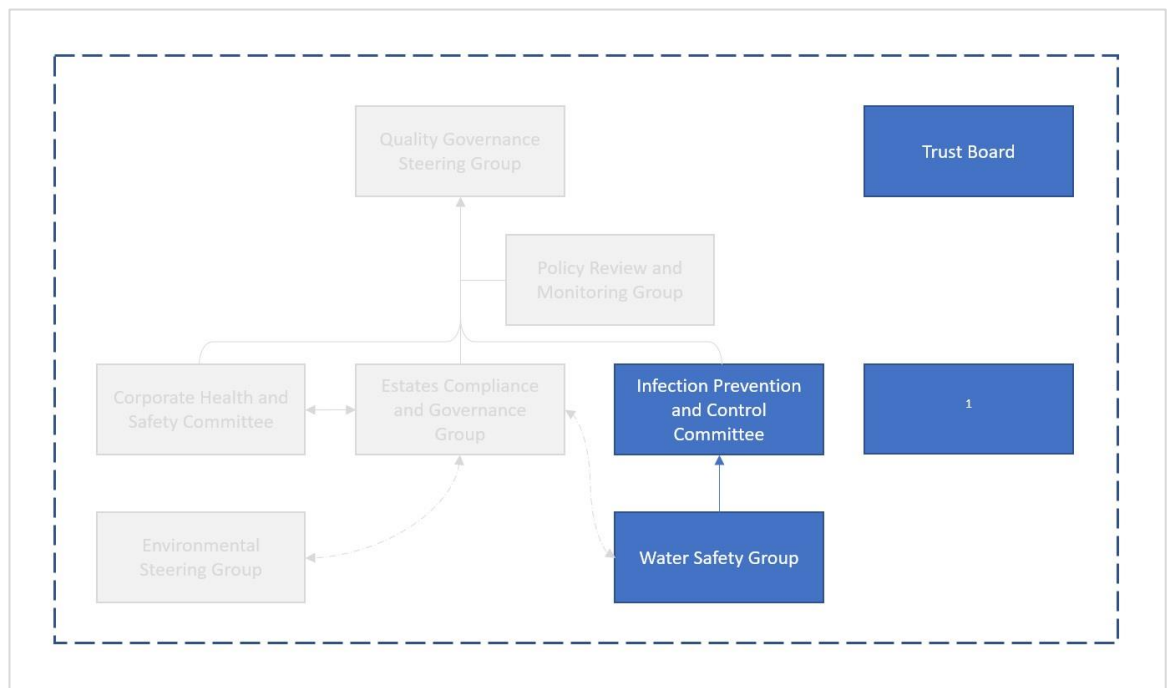 Quality Governance
Steering Group
Trust Board
Policy Review and
Monitoring Group
Corporate Health and
Safety Committee
Estates Compliance
and Governance
Group
Infection Prevention
and Control
Committee
1
Environmental
Steering Group
Water Safety Group